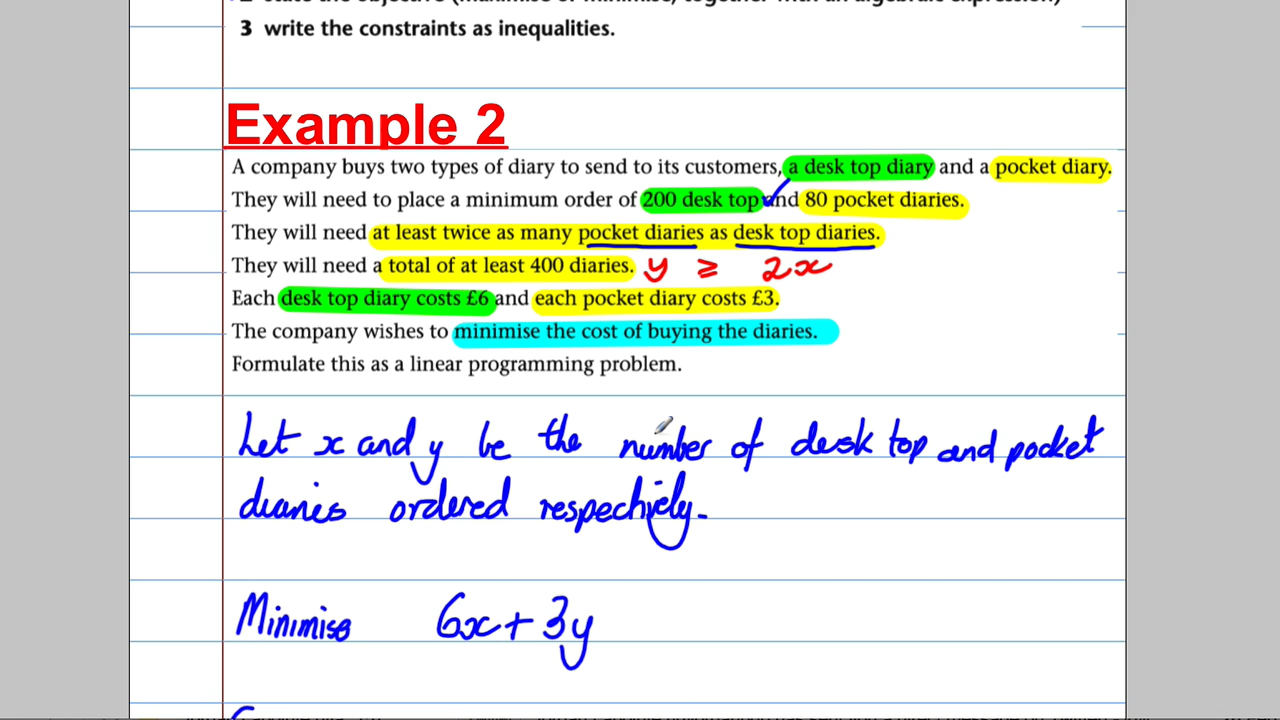 3 write the constraints as inequalities.
Example 2
A company buys two types of diary to send to its customers, a desk top diary and a pocket diary.
They will need to place a minimum order of 200 desk top and 80 pocket diaries.
They will need at least twice as many pocket diaries as desk top diaries.
They will need a total of at least 400 diaries. y ≥ 2x
Each desk top diary costs £6 and each pocket diary costs £3.
The company wishes to minimise the cost of buying the diaries.
Formulate this as a linear programming problem.
Let x and y be the number of desk top and pocket
diaries ordered respectively.
Minimise 6x + 3y